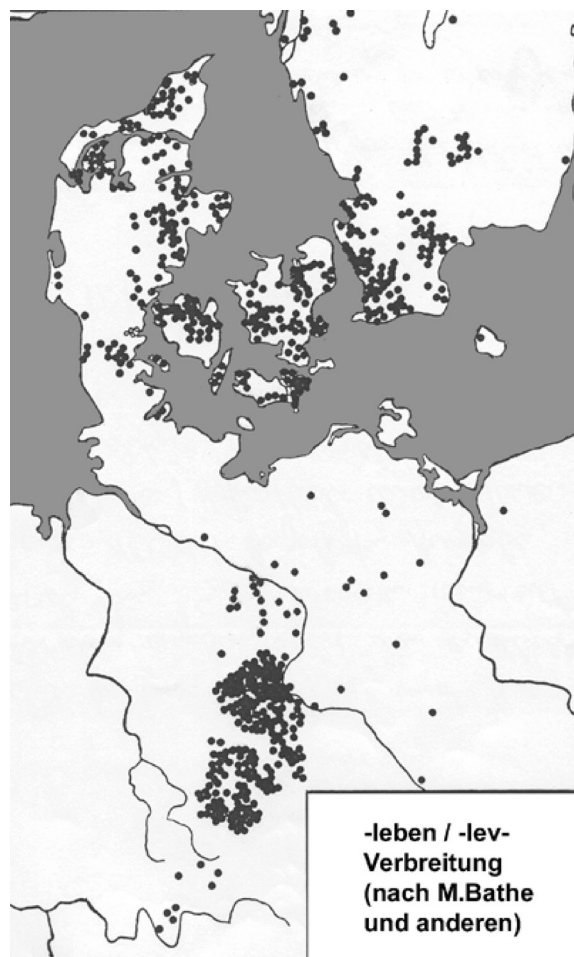 -leben / -lev-
Verbreitung
(nach M.Bathe
und anderen)